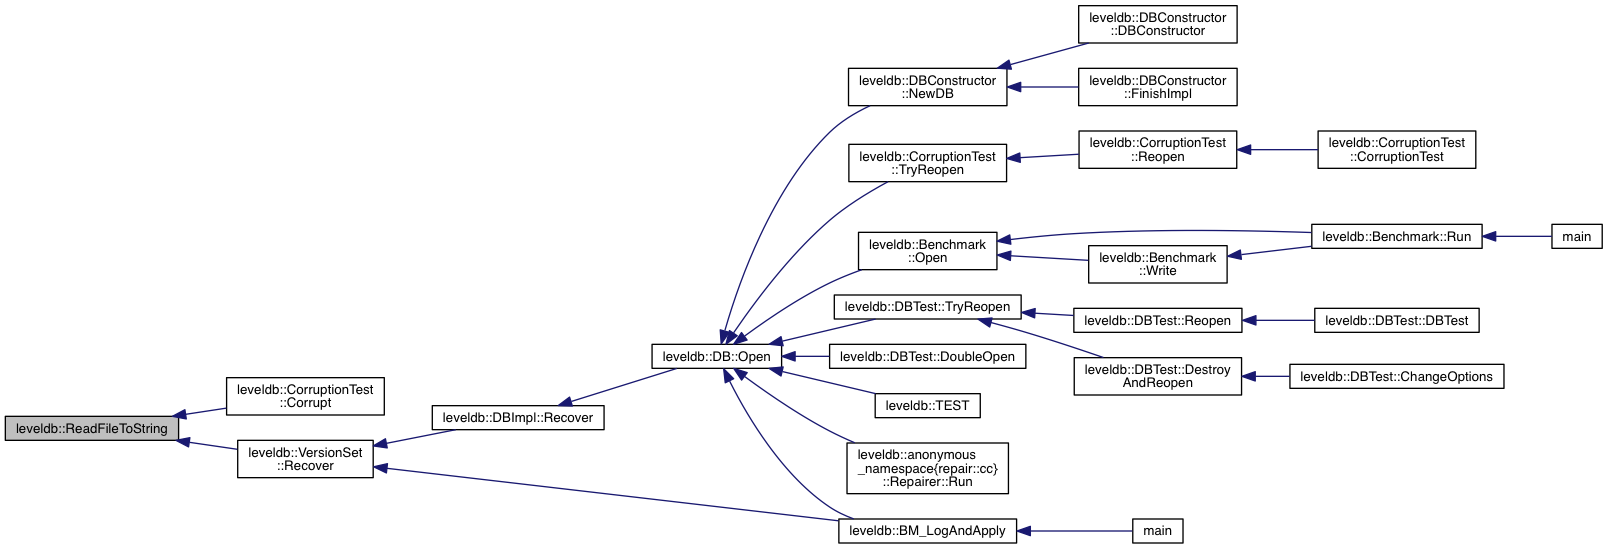 leveldb::DBConstructor
::DBConstructor
leveldb::DBConstructor
::NewDB
leveldb::DBConstructor
::FinishImpl
leveldb::CorruptionTest
::TryReopen
leveldb::CorruptionTest
::Reopen
leveldb::CorruptionTest
::CorruptionTest
leveldb::Benchmark
::Open
leveldb::Benchmark
::Write
leveldb::Benchmark::Run
main
leveldb::DBTest::TryReopen
leveldb::DBTest::Reopen
leveldb::DBTest::DBTest
leveldb::DB::Open
leveldb::DBTest::DoubleOpen
leveldb::DBTest::Destroy
AndReopen
leveldb::DBTest::ChangeOptions
leveldb::CorruptionTest
::Corrupt
leveldb::DBImpl::Recover
leveldb::TEST
leveldb::ReadFileToString
leveldb::VersionSet
::Recover
leveldb::anonymous
_namespace{repair::cc}
::Repairer::Run
leveldb::BM_LogAndApply
main